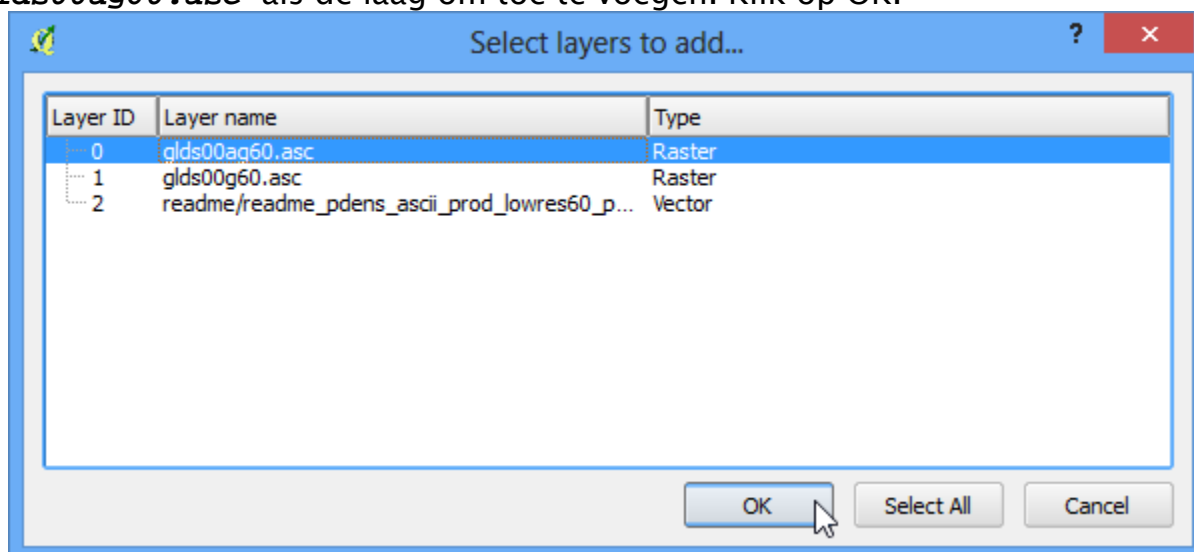 als de laag om toe te voegen. Klik op OK.
Select layers to add...
?
Layer ID Layer name Type
0 glds00ag60.asc Raster
1 glds00g60.asc Raster
2 readme/readme_pdens_ascii_prod_lowres60_p... Vector
OK Select All Cancel